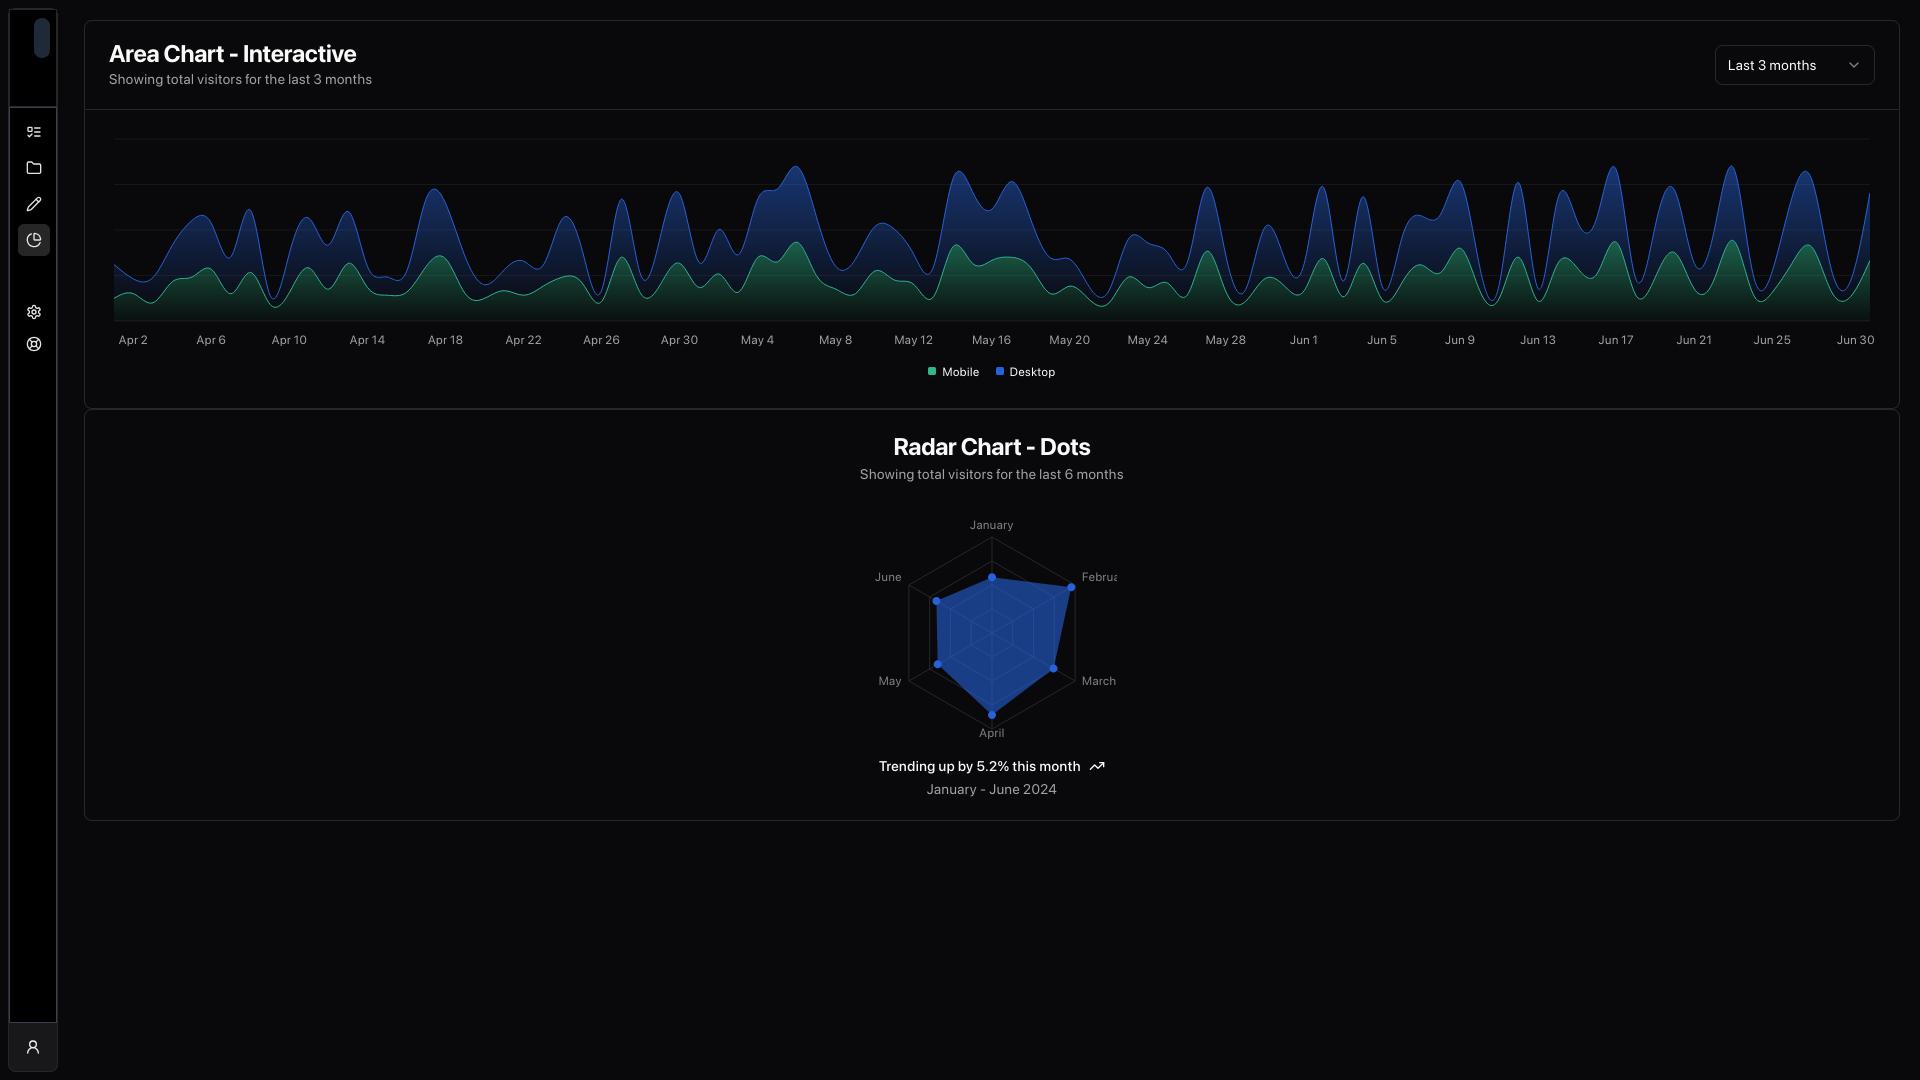 Area Chart - Interactive
Showing total visitors for the last 3 months
Last 3 months
Apr 2 Apr 6 Apr 10 Apr 14 Apr 18 Apr 22 Apr 26 Apr 30 May 4 May 8 May 12 May 16 May 20 May 24 May 28 Jun 1 Jun 5 Jun 9 Jun 13 Jun 17 Jun 21 Jun 25 Jun 30
Mobile Desktop
Radar Chart - Dots
Showing total visitors for the last 6 months
January
June Februa
May March
April
Trending up by 5.2% this month
January - June 2024